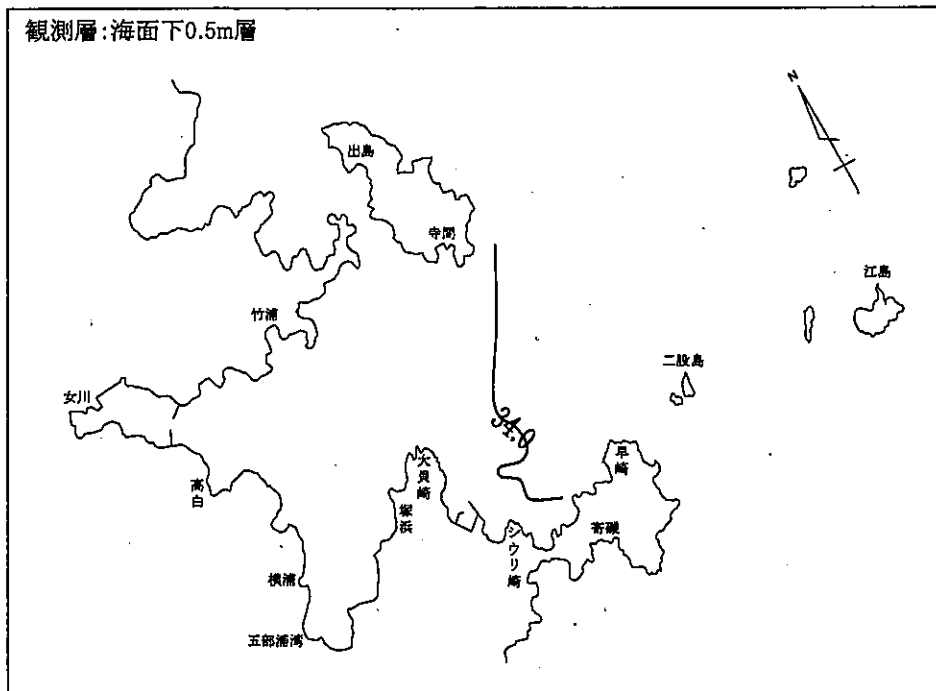 観測層:海面下0.5m層
N
出島
寺間
江島
竹浦
二股島
女川
34.0
早崎
大貝崎
高白
塚浜
寄磯
シウリ崎
横浦
五部浦湾